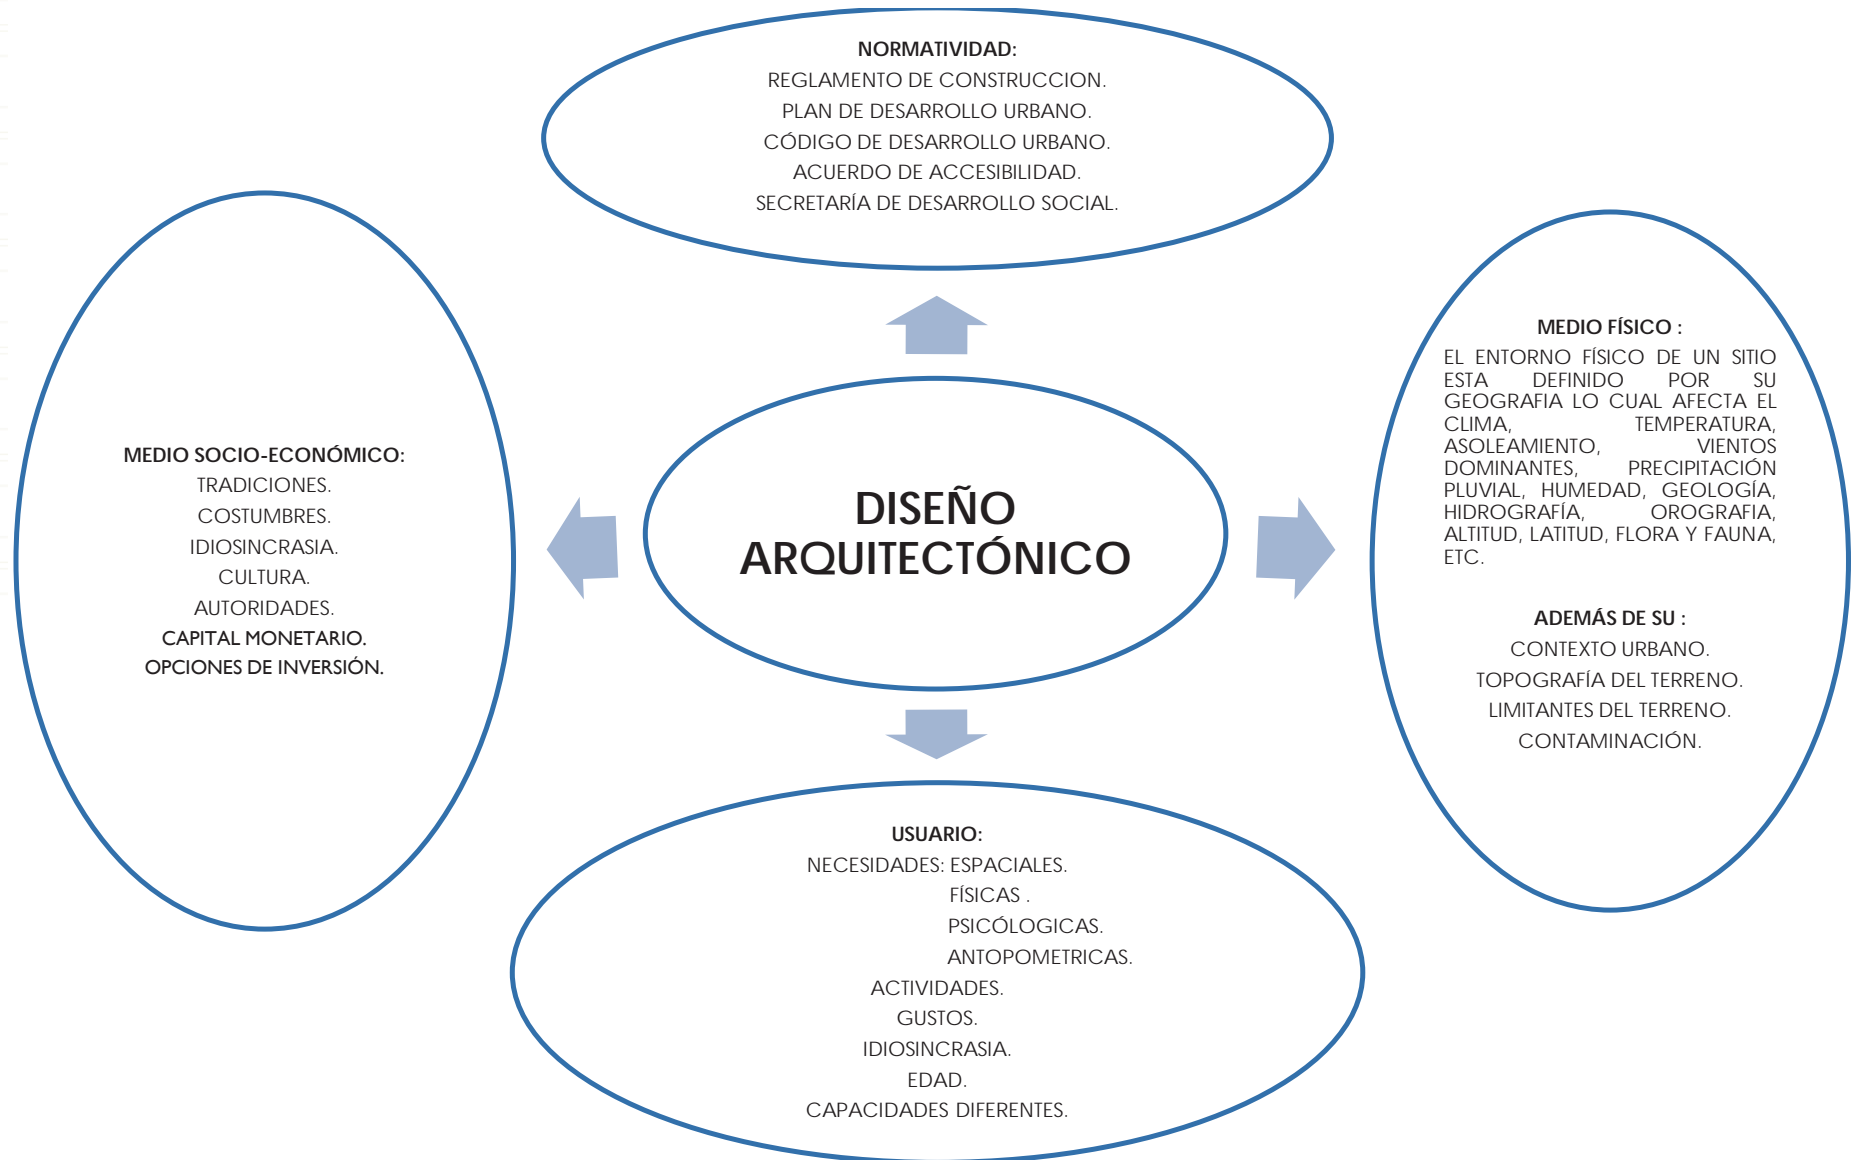 NORMATIVIDAD:
REGLAMENTO DE CONSTRUCCION.
PLAN DE DESARROLLO URBANO.
CÓDIGO DE DESARROLLO URBANO.
ACUERDO DE ACCESIBILIDAD.
SECRETARÍA DE DESARROLLO SOCIAL.
MEDIO SOCIO-ECONÓMICO:
TRADICIONES.
COSTUMBRES.
IDIOSINCRASIA.
CULTURA.
AUTORIDADES.
CAPITAL MONETARIO.
OPCIONES DE INVERSIÓN.
DISEÑO
ARQUITECTÓNICO
MEDIO FÍSICO :
EL ENTORNO FÍSICO DE UN SITIO
ESTA DEFINIDO POR SU
GEOGRAFIA LO CUAL AFECTA EL
CLIMA, TEMPERATURA,
ASOLEAMIENTO, VIENTOS
DOMINANTES, PRECIPITACIÓN
PLUVIAL, HUMEDAD, GEOLOGÍA,
HIDROGRAFÍA, OROGRAFIA,
ALTITUD, LATITUD, FLORA Y FAUNA,
ETC.
ADEMÁS DE SU :
CONTEXTO URBANO.
TOPOGRAFÍA DEL TERRENO.
LIMITANTES DEL TERRENO.
CONTAMINACIÓN.
USUARIO:
NECESIDADES: ESPACIALES.
FÍSICAS .
PSICÓLOGICAS.
ANTOPOMETRICAS.
ACTIVIDADES.
GUSTOS.
IDIOSINCRASIA.
EDAD.
CAPACIDADES DIFERENTES.